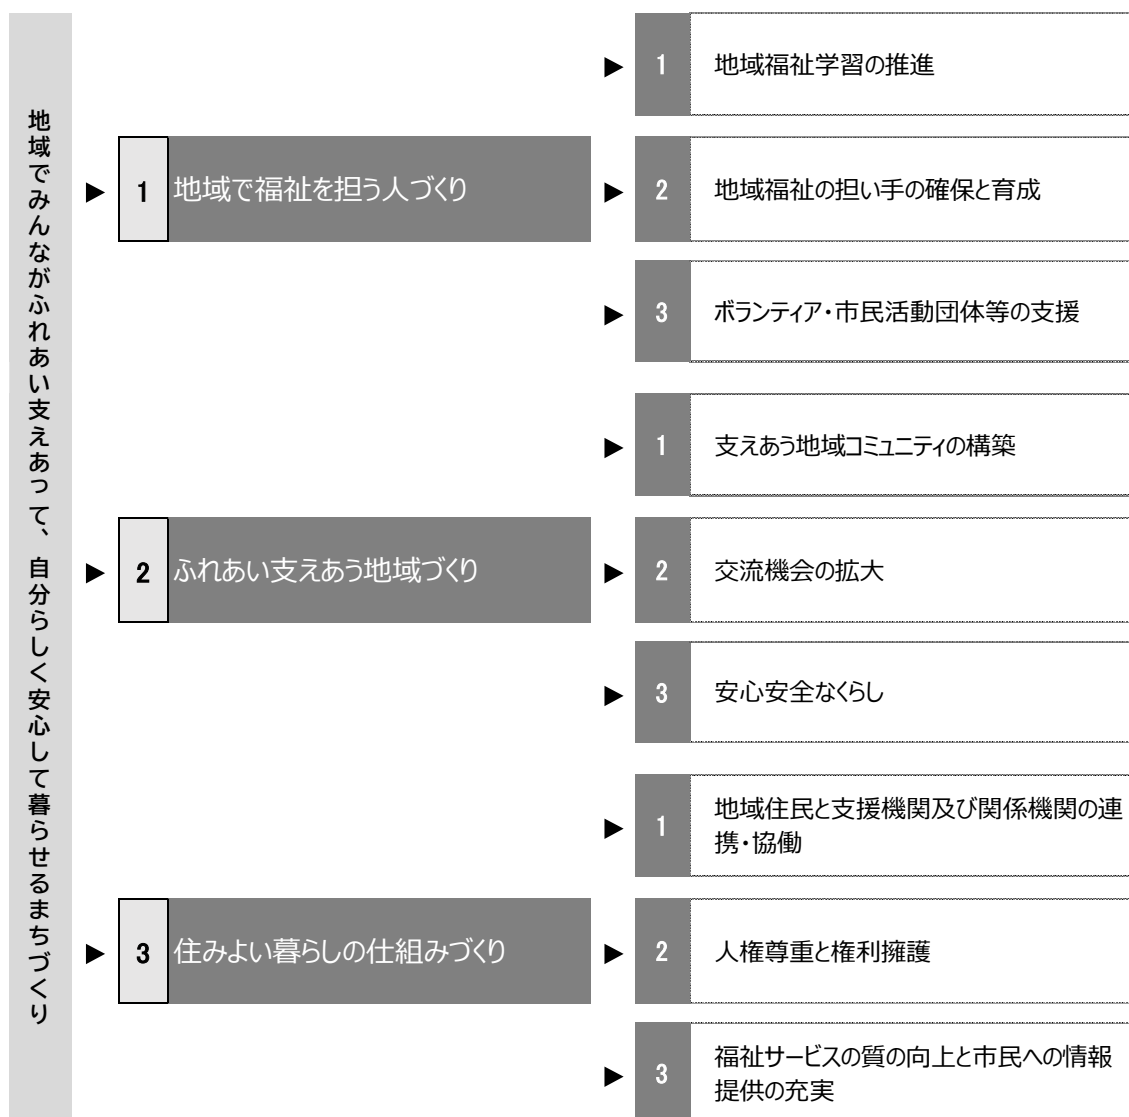 地域でみんながふれあい支えあって、自分らしく安心して暮らせるまちづくり
1 地域で福祉を担う人づくり
1 地域福祉学習の推進
2 地域福祉の担い手の確保と育成
3 ボランティア・市民活動団体等の支援
2 ふれあい支えあう地域づくり
1 支えあう地域コミュニティの構築
2 交流機会の拡大
3 安心安全なくらし
3 住みよい暮らしの仕組みづくり
1 地域住民と支援機関及び関係機関の連
携・協働
2 人権尊重と権利擁護
3 福祉サービスの質の向上と市民への情報
提供の充実